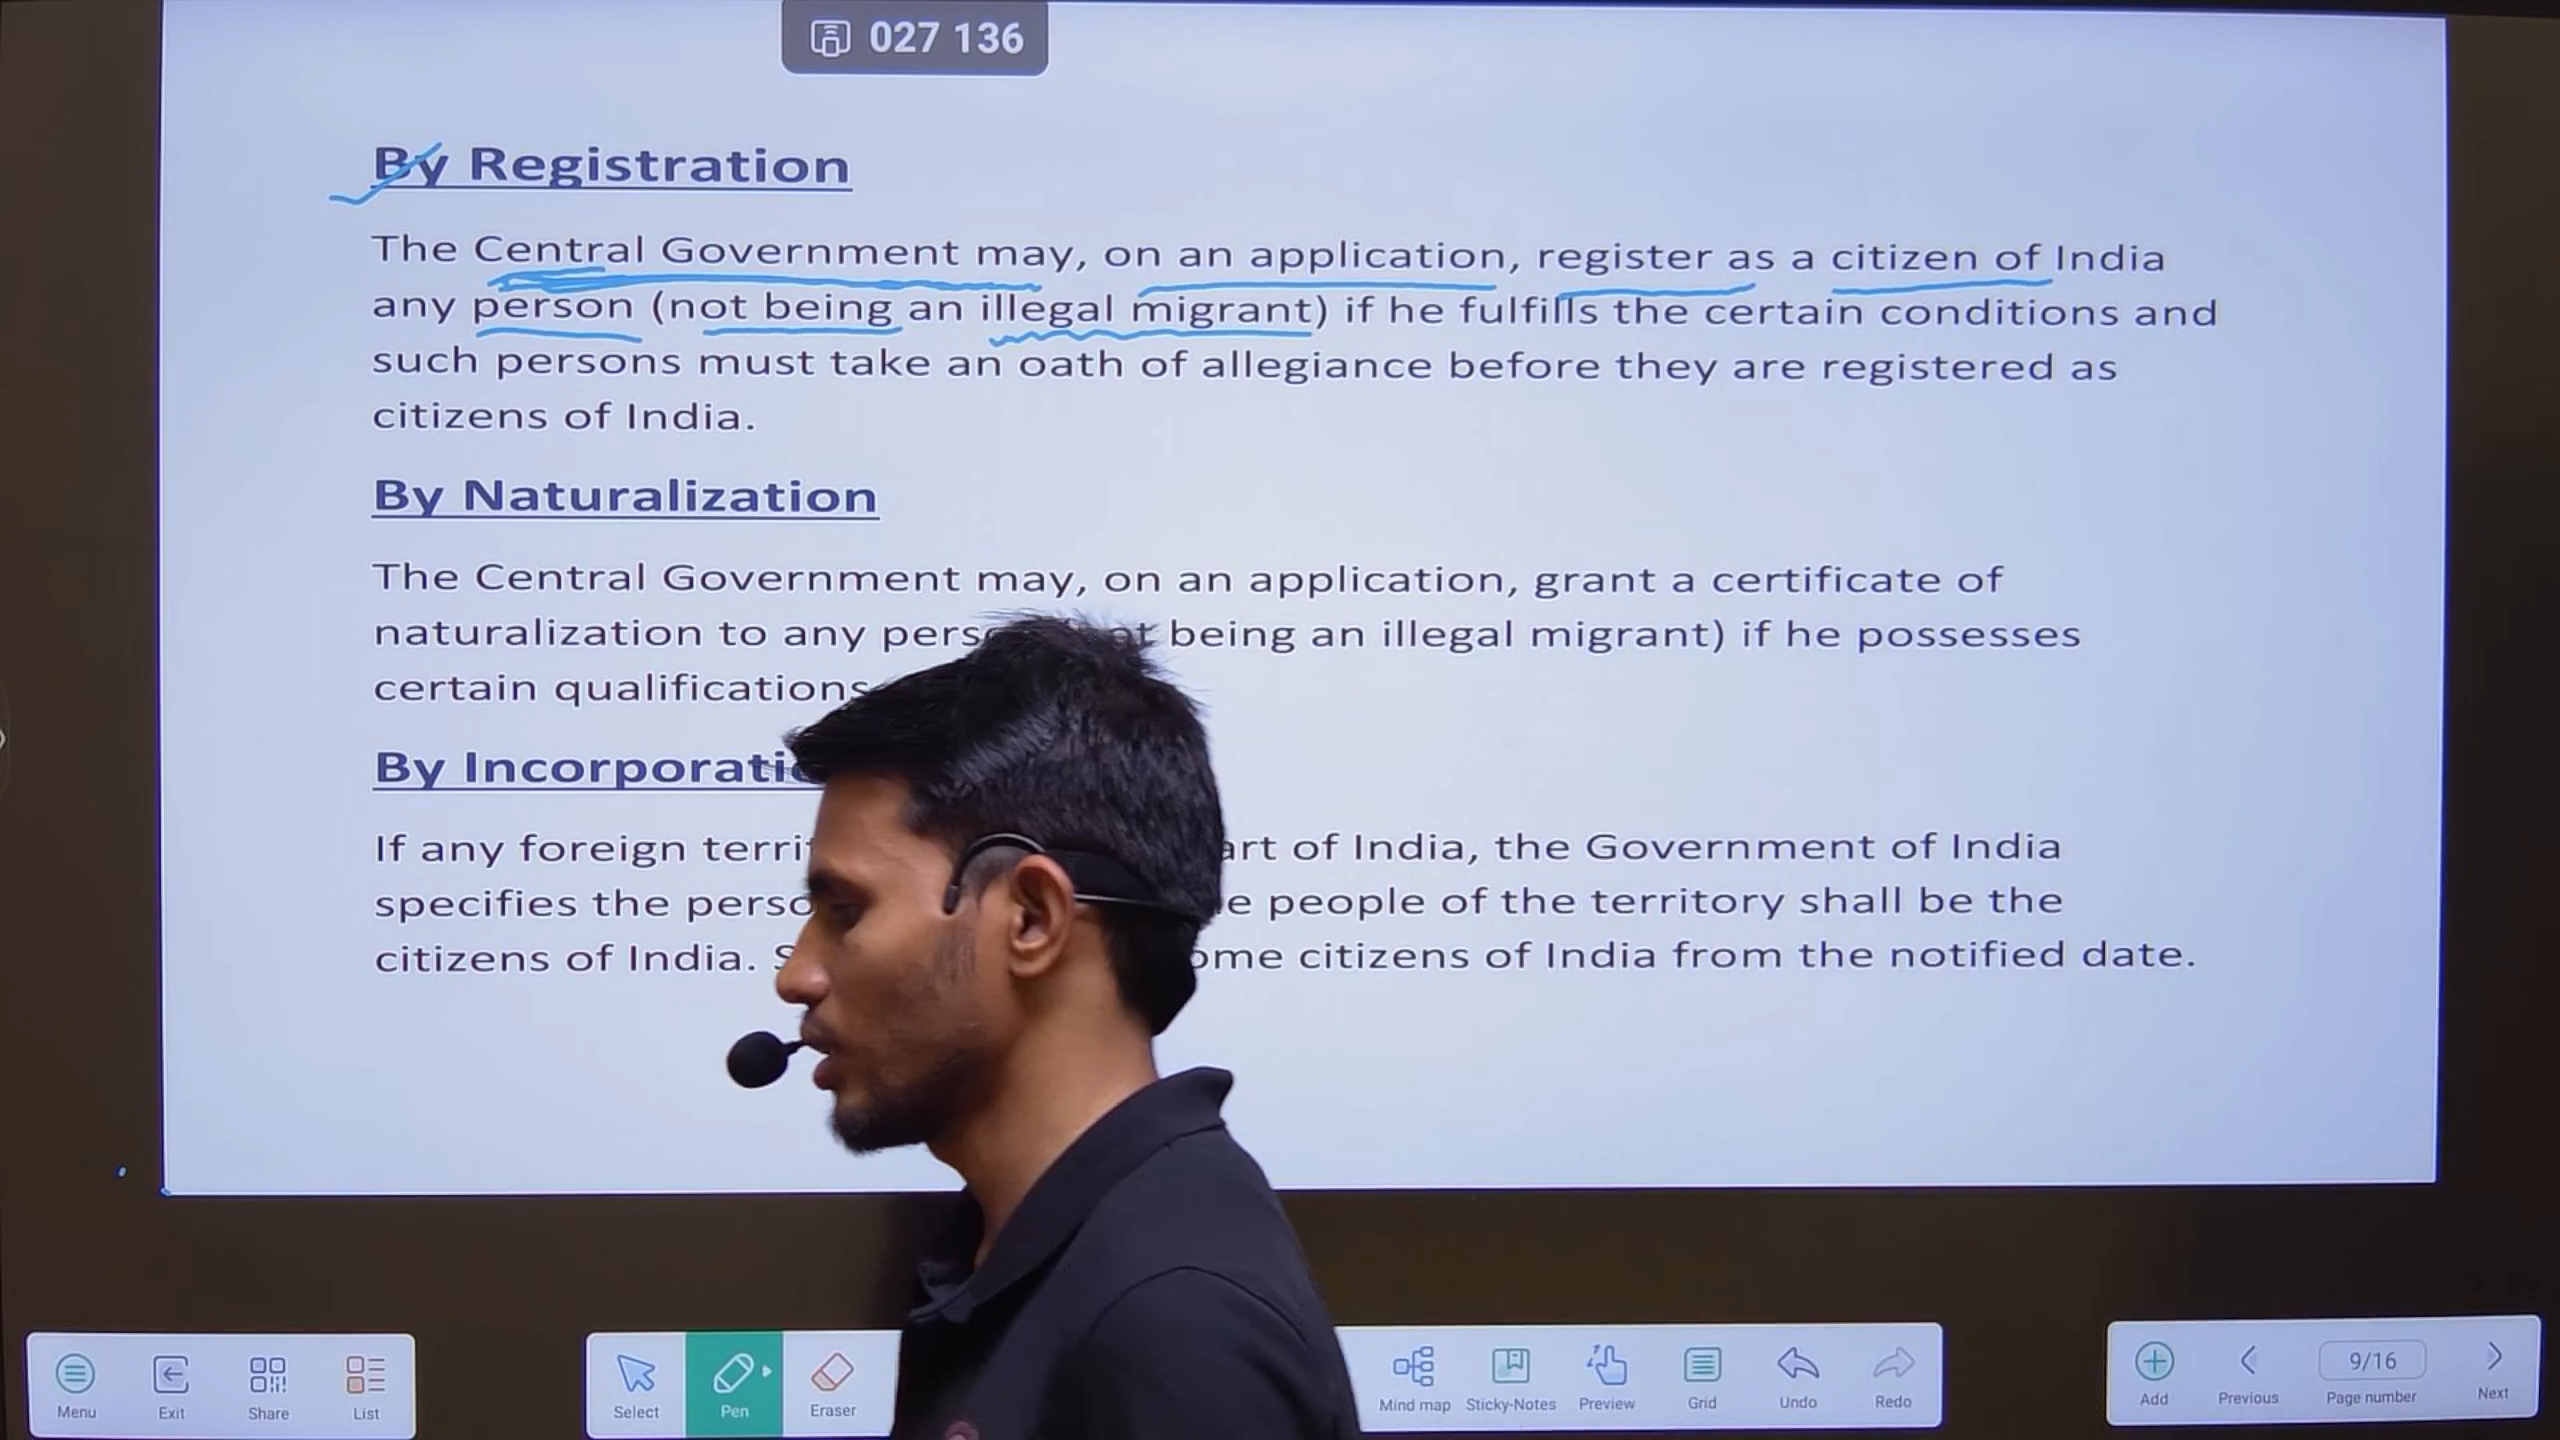 027 136
By Registration
The Central Government may, on an application, register as a citizen of India
any person (not being an illegal migrant) if he fulfills the certain conditions and
such persons must take an oath of allegiance before they are registered as
citizens of India.
By Naturalization
The Central Government may, on an application, grant a certificate of
naturalization to any being an illegal migrant) if he possesses
certain qualifications
By
If any foreign of India, the Government of India
specifies the people of the territory shall be the
citizens of India. citizens of India from the notified date.
Menu Exit Share List Select Pen Eraser Mind map Sticky-Notes Preview Grid Undo Redo Add Previous 9/16 Page number Next